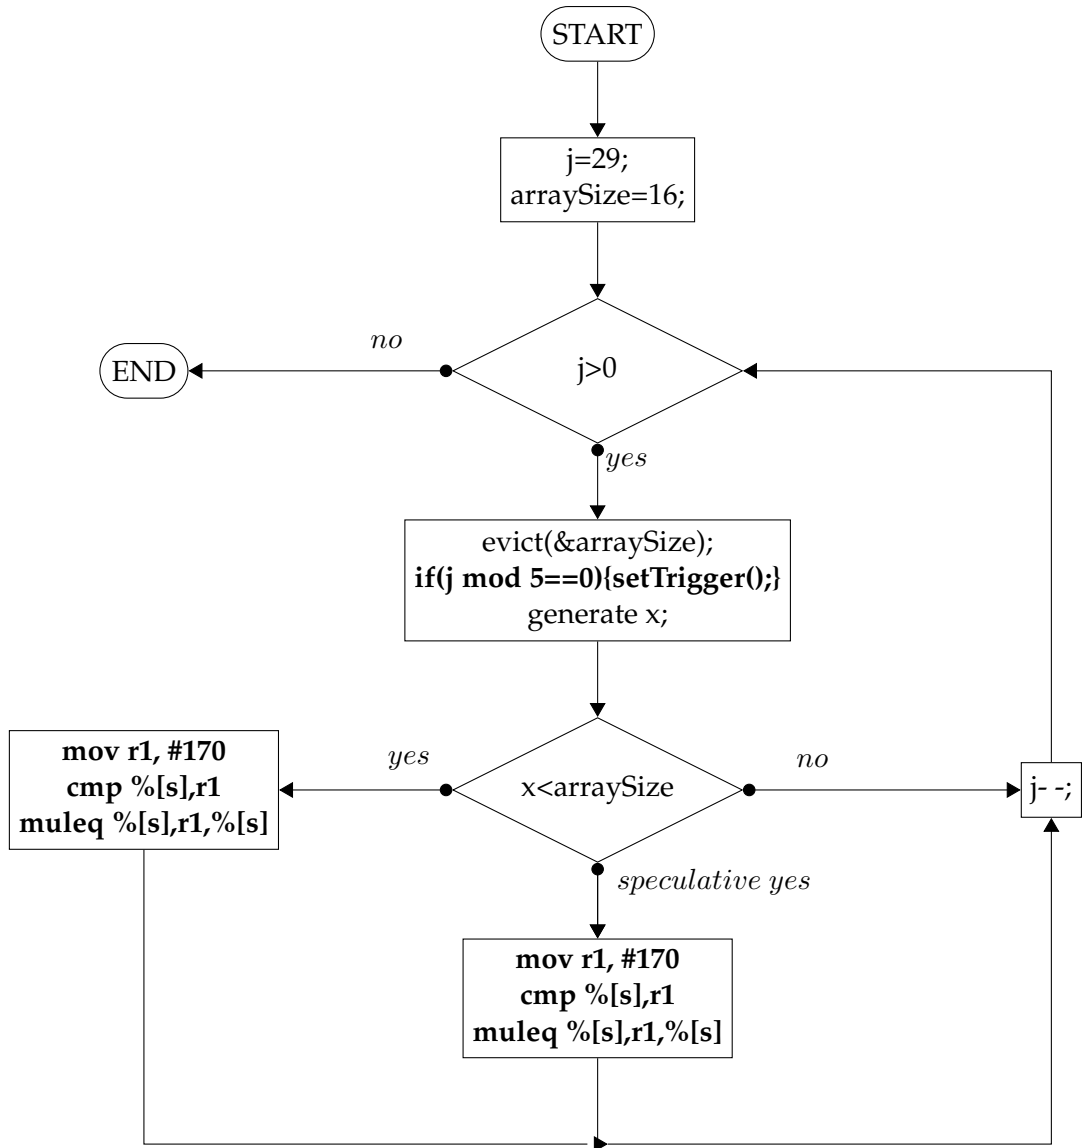 START
j=29;
arraySize=16;
no
END
j>0
yes
evict(&arraySize);
if(j mod 5==0){setTrigger();}
generate x;
mov r1, #170
cmp %[s],r1
muleq %[s],r1,%[s]
yes
x<arraySize
no
j- -;
speculative yes
mov r1, #170
cmp %[s],r1
muleq %[s],r1,%[s]